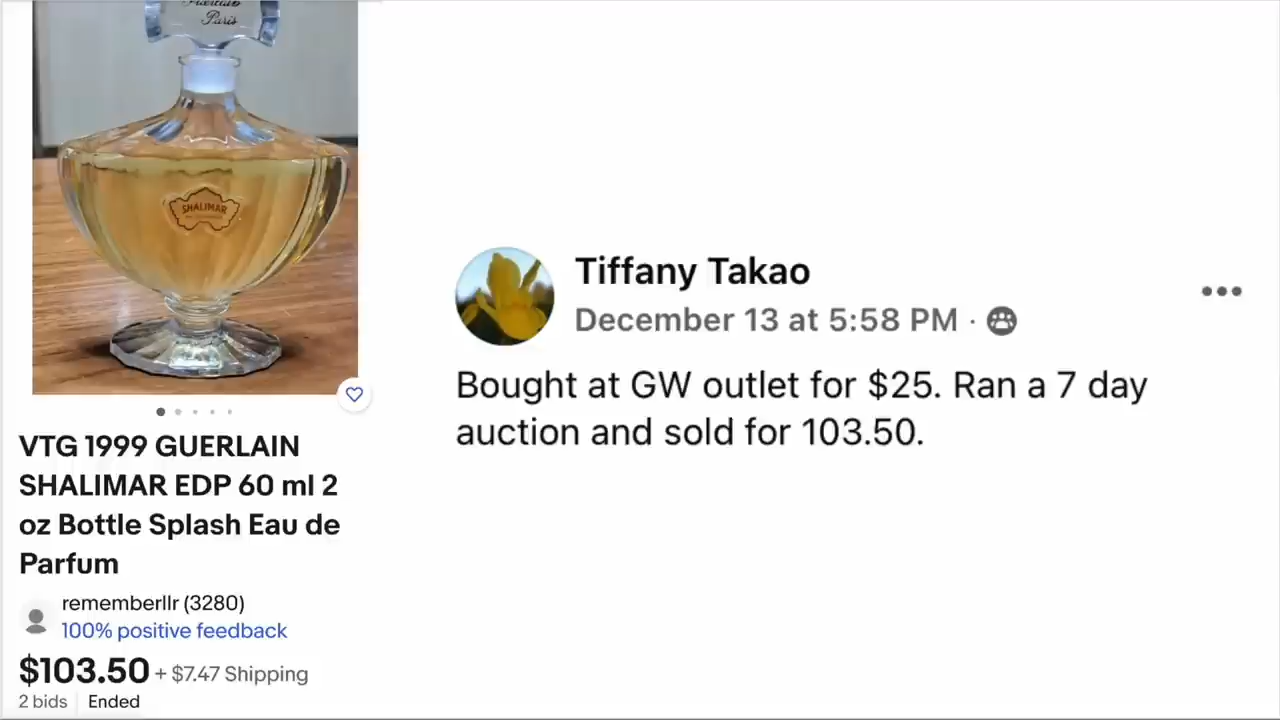 Paris
SHALIMAR
VTG 1999 GUERLAIN
SHALIMAR EDP 60 ml 2
oz Bottle Splash Eau de
Parfum
rememberllr (3280)
100% positive feedback
$103.50 + $7.47 Shipping
2 bids Ended
Tiffany Takao
December 13 at 5:58 PM ·
Bought at GW outlet for $25. Ran a 7 day
auction and sold for 103.50.